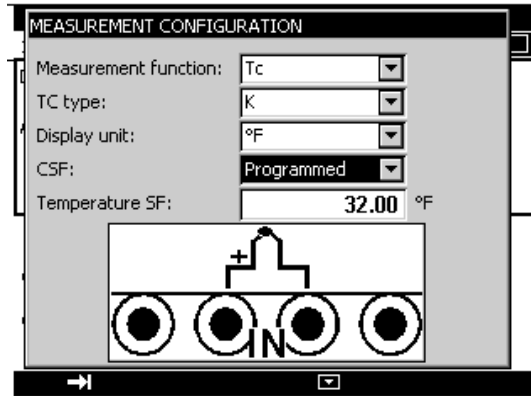 MEASUREMENT CONFIGURATION
Measurement function: Tc
TC type: K
Display unit: °F
CSF: Programmed
Temperature SF: 32.00 °F
+
IN